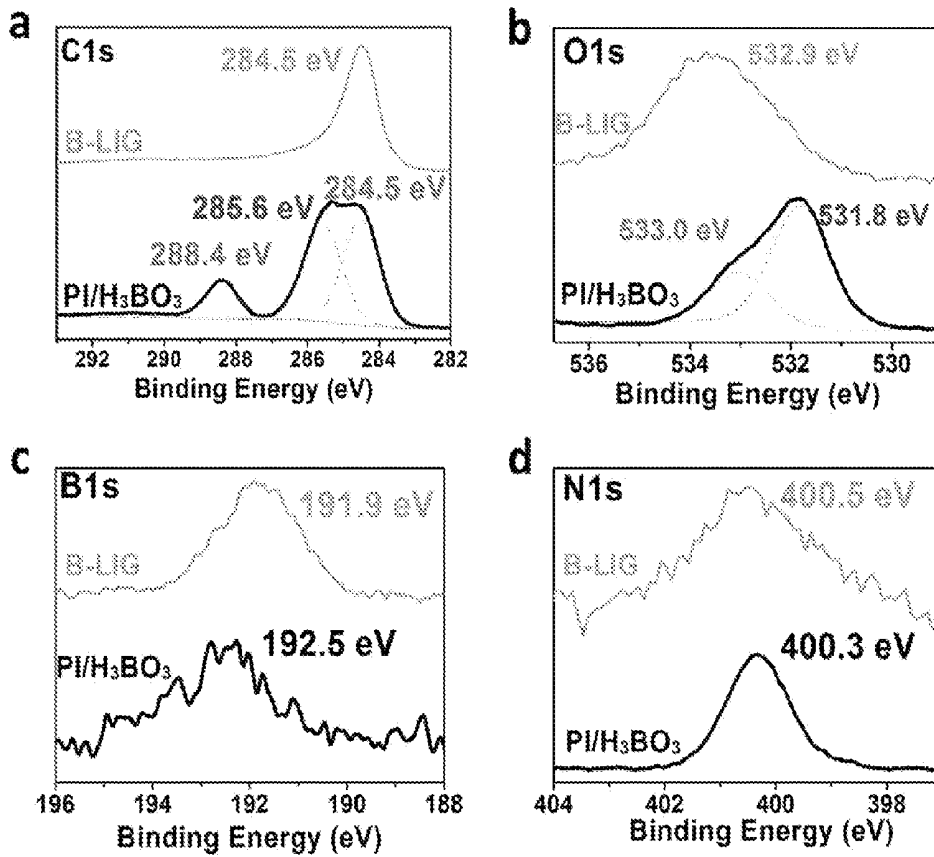 a
C1s
284.5 eV
B-LIG
285.6 eV
284.5 eV
288.4 eV
PI/H₃BO₃
292 290 288 286 284 282
Binding Energy (eV)
b
O1s
532.9 eV
B-LIG
533.0 eV
531.8 eV
PI/H₃BO₃
536 534 532 530
Binding Energy (eV)
c
B1s
191.9 eV
B-LIG
192.5 eV
PI/H₃BO₃
196 194 192 190 188
Binding Energy (eV)
d
N1s
400.5 eV
B-LIG
400.3 eV
PI/H₃BO₃
404 402 400 398
Binding Energy (eV)